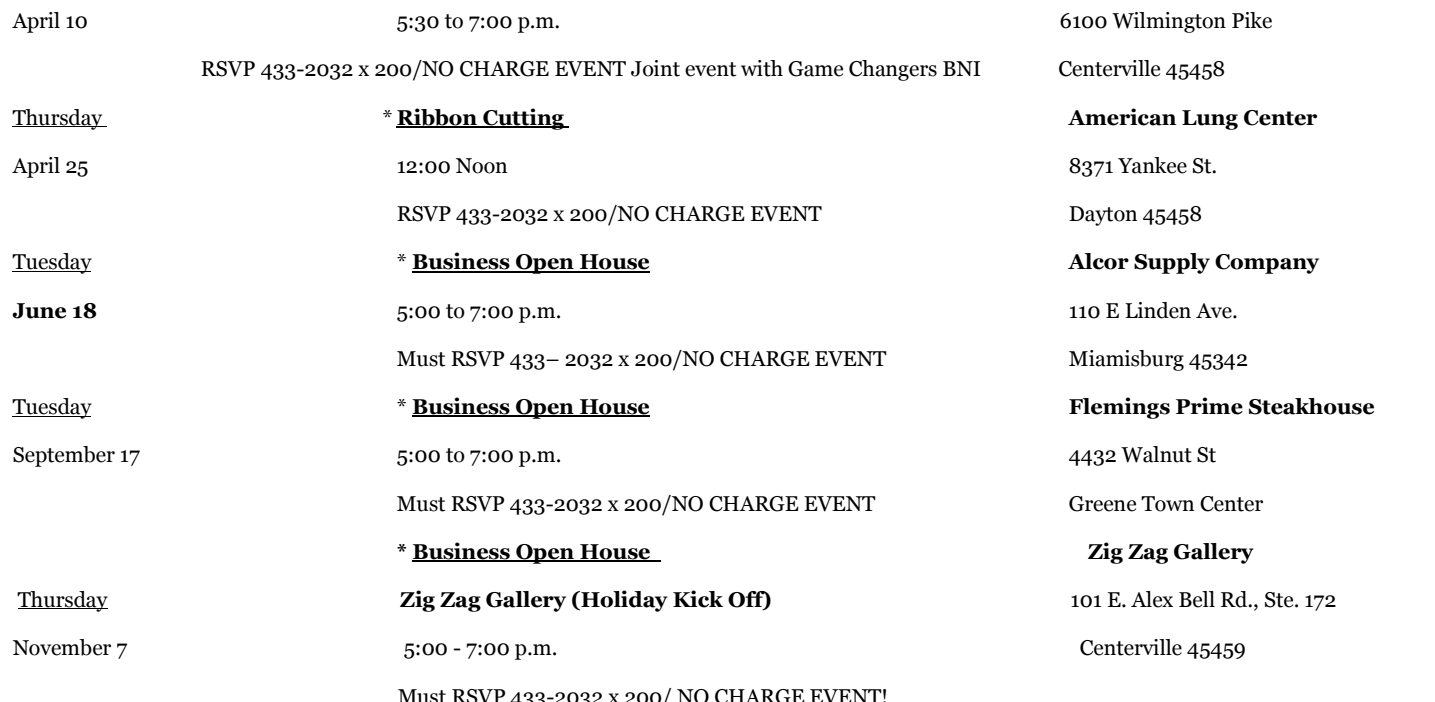 April 10 5:30 to 7:00 p.m. 6100 Wilmington Pike
RSVP 433-2032 x 200/NO CHARGE EVENT Joint event with Game Changers BNI Centerville 45458
Thursday * Ribbon Cutting American Lung Center
April 25 12:00 Noon 8371 Yankee St.
RSVP 433-2032 x 200/NO CHARGE EVENT Dayton 45458
Tuesday * Business Open House Alcor Supply Company
June 18 5:00 to 7:00 p.m. 110 E Linden Ave.
Must RSVP 433– 2032 x 200/NO CHARGE EVENT Miamisburg 45342
Tuesday * Business Open House Flemings Prime Steakhouse
September 17 5:00 to 7:00 p.m. 4432 Walnut St
Must RSVP 433-2032 x 200/NO CHARGE EVENT Greene Town Center
* Business Open House Zig Zag Gallery
Thursday Zig Zag Gallery (Holiday Kick Off) 101 E. Alex Bell Rd., Ste. 172
November 7 5:00 - 7:00 p.m. Centerville 45459
Must RSVP 433-2032 x 200/ NO CHARGE EVENT!